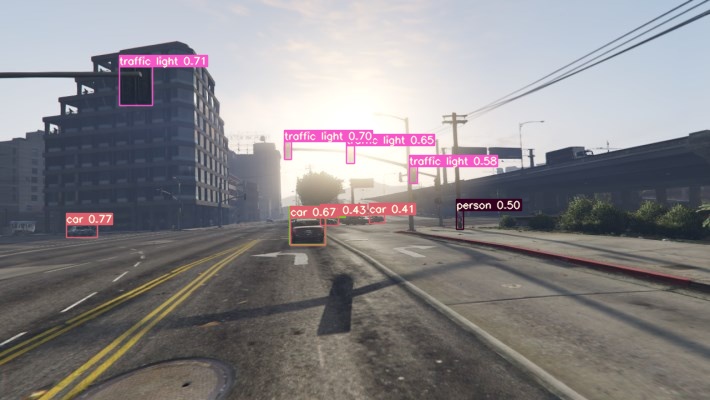 traffic light 0.71
traffic light 0.70
ic light 0.65
traffic light 0.58
car 0.77
car 0.67
0.43
car 0.41
person 0.50